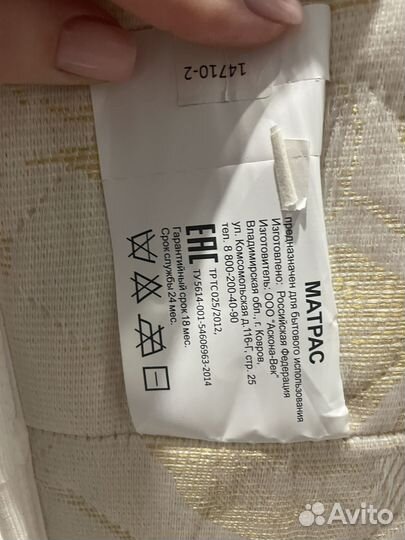 14710-2
МАТРАС
предназначен для бытового использования
Изготовлено: Российская Федерация
Изготовитель: ООО "Аскона-Век"
Владимирская обл., г. Ковров,
ул. Комсомольская д.116-Г, стр. 25
тел. 8 800-200-40-90
EAC
ТР ТС 025/2012,
ТУ 5614-001-54606963-2014
Гарантийный срок 18 мес.
Срок службы 24 мес.
Avito